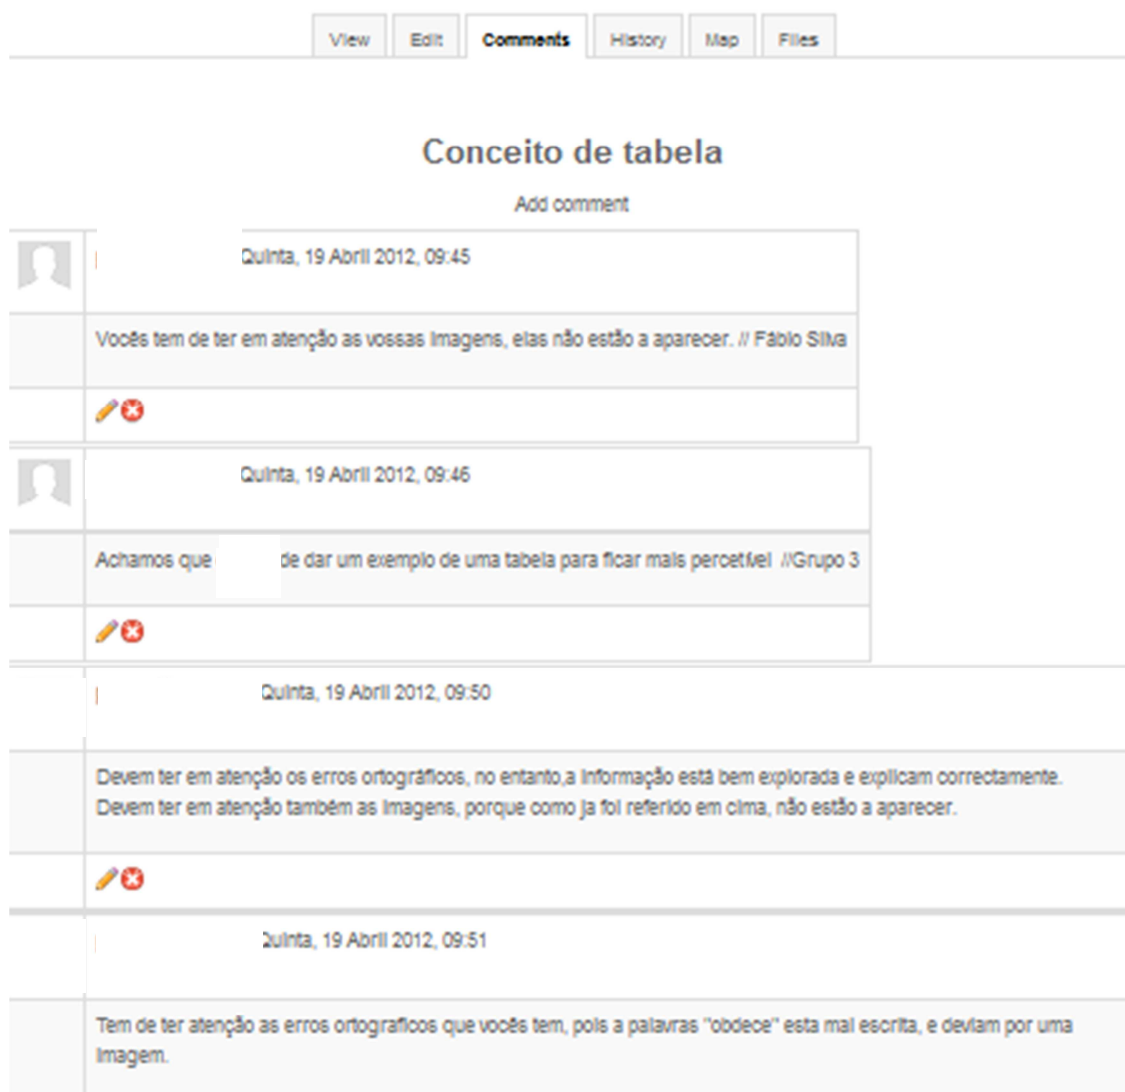 View Edit Comments History Map Files
Conceito de tabela
Add comment
Quinta, 19 Abril 2012, 09:45
Vocês tem de ter em atenção as vossas imagens, elas não estão a aparecer. // Fábio Silva
Quinta, 19 Abril 2012, 09:46
Achamos que de dar um exemplo de uma tabela para ficar mais percetível //Grupo 3
Quinta, 19 Abril 2012, 09:50
Devem ter em atenção os erros ortográficos, no entanto,a informação está bem explorada e explicam correctamente.
Devem ter em atenção também as imagens, porque como ja foi referido em cima, não estão a aparecer.
Quinta, 19 Abril 2012, 09:51
Tem de ter atenção as erros ortograficos que vocês tem, pois a palavras "obdece" esta mal escrita, e deviam por uma
imagem.